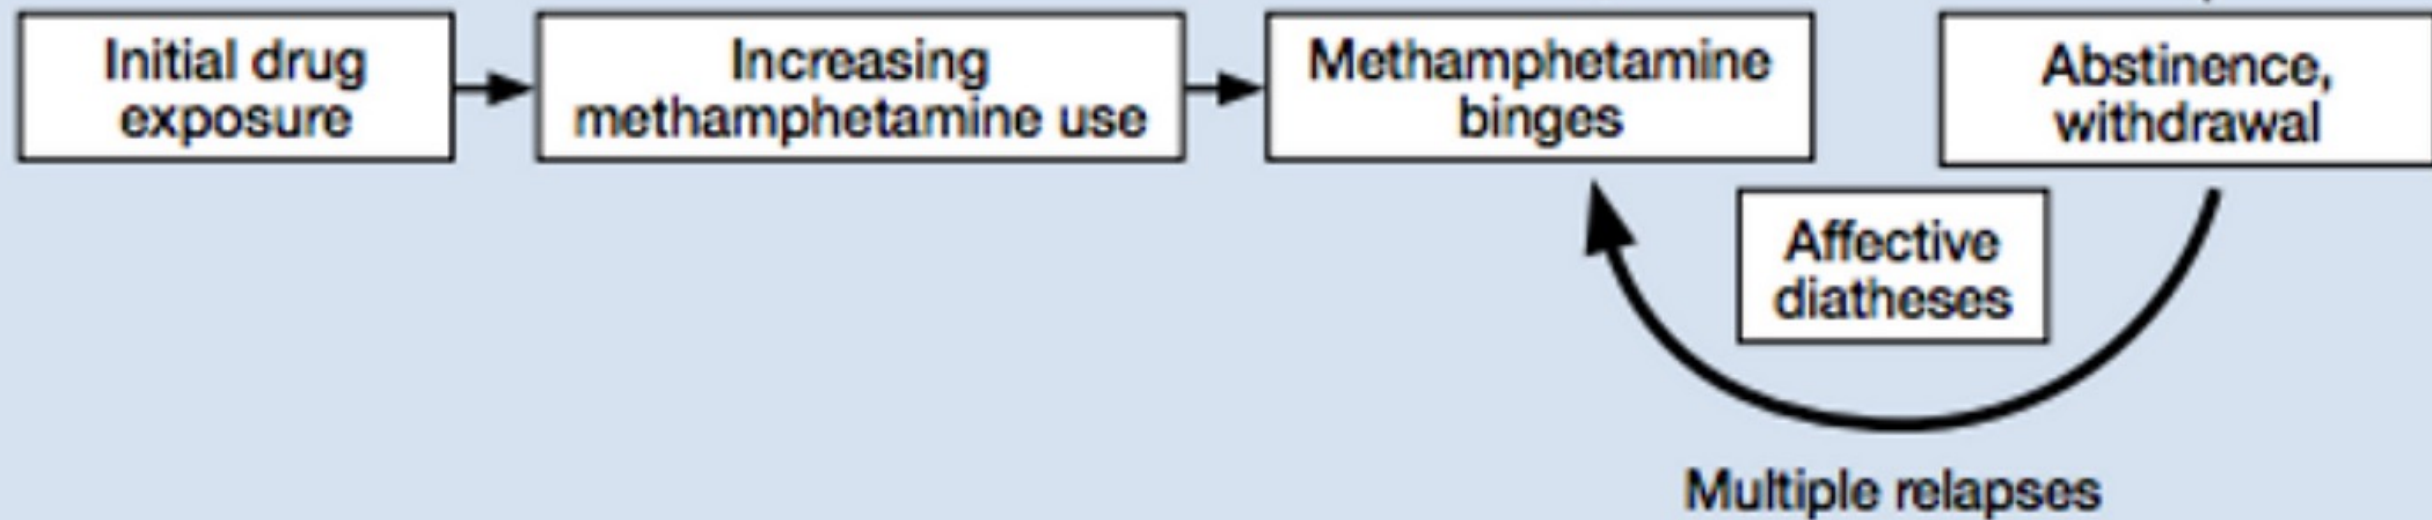 Initial drug
exposure
Increasing
methamphetamine use
Methamphetamine
binges
Abstinence,
withdrawal
Affective
diatheses
Multiple relapses